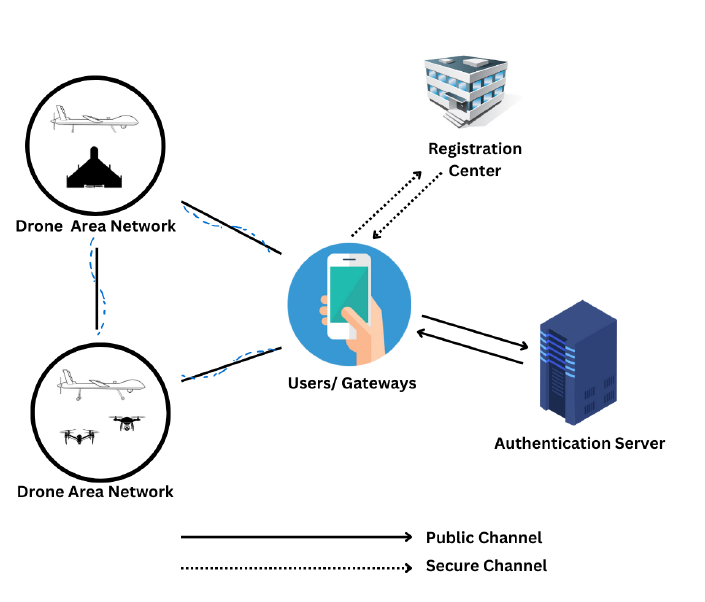 Registration
Center
Drone Area Network
Users/ Gateways
Authentication Server
Drone Area Network
Public Channel
Secure Channel